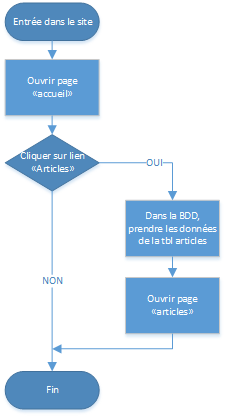 Entrée dans le site
Ouvrir page
«accueil»
Cliquer sur lien
«Articles»
OUI
Dans la BDD,
prendre les données
de la tbl articles
NON
Ouvrir page
«articles»
Fin